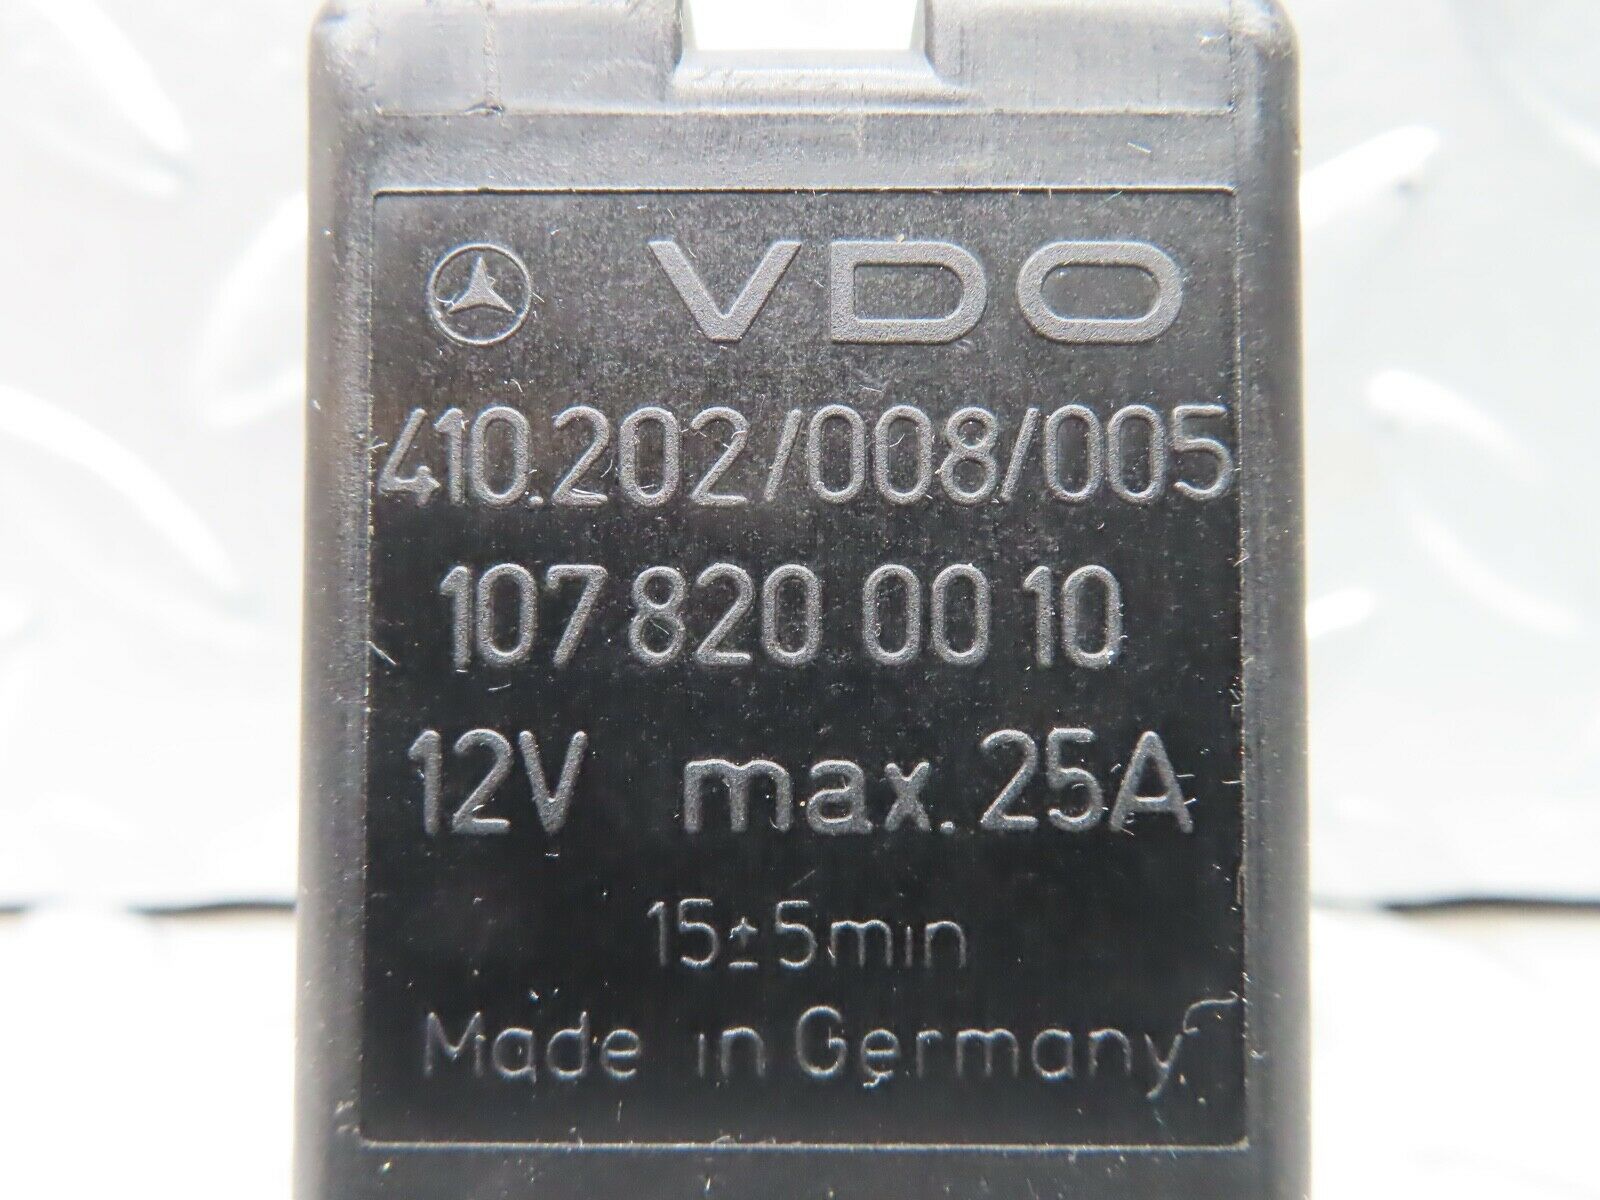 VDO
410.202/008/005
107 820 00 10
12V max. 25A
15±5min
Made in Germany